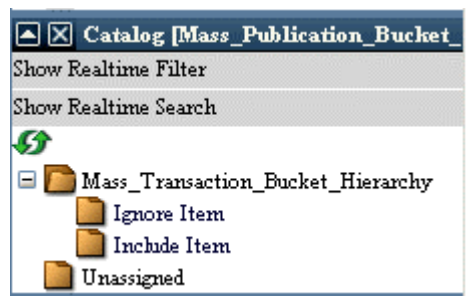 Catalog [Mass_Publication_Bucket_
Show Realtime Filter
Show Realtime Search
Mass_Transaction_Bucket_Hierarchy
Ignore Item
Include Item
Unassigned